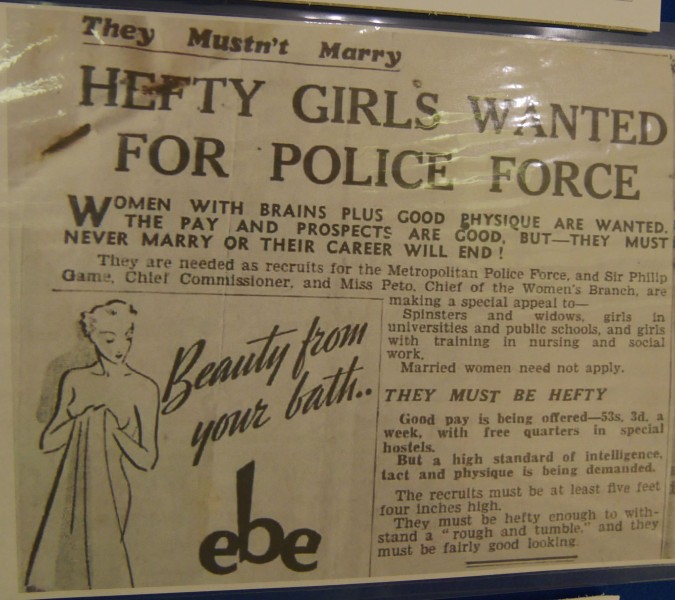 They Mustn't Marry
HEFTY GIRLS WANTED
FOR POLICE FORCE
WOMEN WITH BRAINS PLUS GOOD PHYSIQUE ARE WANTED.
THE PAY AND PROSPECTS ARE GOOD, BUT—THEY MUST
NEVER MARRY OR THEIR CAREER WILL END!
They are needed as recruits for the Metropolitan Police Force, and Sir Philip
Game, Chief Commissioner, and Miss Peto, Chief of the Women's Branch, are
making a special appeal to—
Spinsters and widows, girls in
universities and public schools, and girls
with training in nursing and social
work.
Married women need not apply.
THEY MUST BE HEFTY
Good pay is being offered—53s. 3d. a
week, with free quarters in special
hostels.
But a high standard of intelligence,
tact and physique is being demanded.
The recruits must be at least five feet
four inches high.
They must be hefty enough to with-
stand a "rough and tumble," and they
must be fairly good looking.
Beauty from
your bath..
ebe